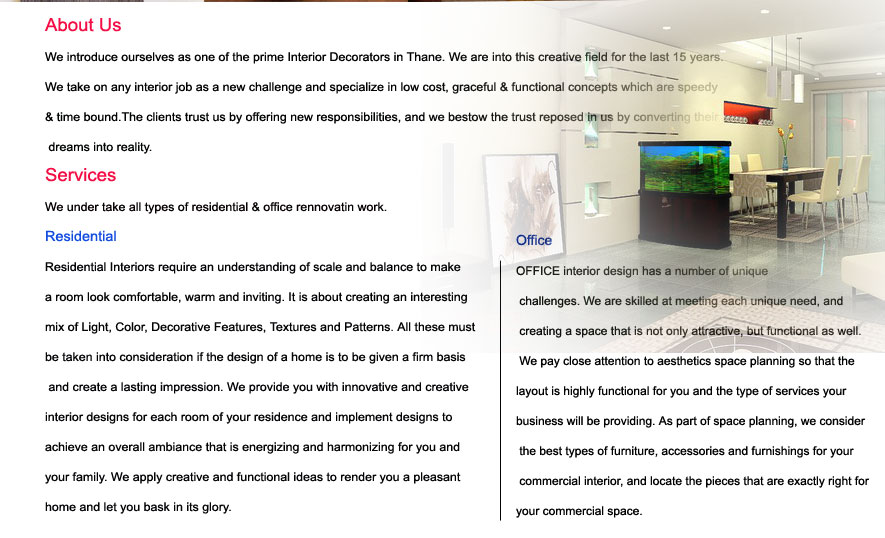 About Us
We introduce ourselves as one of the prime Interior Decorators in Thane. We are into this creative field for the last 15 years.
We take on any interior job as a new challenge and specialize in low cost, graceful & functional concepts which are speedy
& time bound.The clients trust us by offering new responsibilities, and we bestow the trust reposed in us by converting their
dreams into reality.
Services
We under take all types of residential & office rennovatin work.
Residential
Residential Interiors require an understanding of scale and balance to make
a room look comfortable, warm and inviting. It is about creating an interesting
mix of Light, Color, Decorative Features, Textures and Patterns. All these must
be taken into consideration if the design of a home is to be given a firm basis
and create a lasting impression. We provide you with innovative and creative
interior designs for each room of your residence and implement designs to
achieve an overall ambiance that is energizing and harmonizing for you and
your family. We apply creative and functional ideas to render you a pleasant
home and let you bask in its glory.
Office
OFFICE interior design has a number of unique
challenges. We are skilled at meeting each unique need, and
creating a space that is not only attractive, but functional as well.
We pay close attention to aesthetics space planning so that the
layout is highly functional for you and the type of services your
business will be providing. As part of space planning, we consider
the best types of furniture, accessories and furnishings for your
commercial interior, and locate the pieces that are exactly right for
your commercial space.